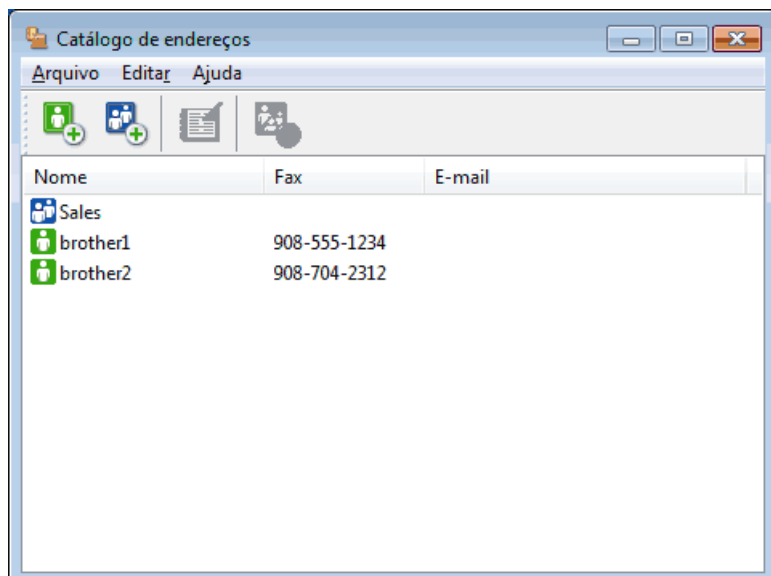 Catálogo de endereços
Arquivo Editar Ajuda
Nome Fax E-mail
Sales
brother1 908-555-1234
brother2 908-704-2312